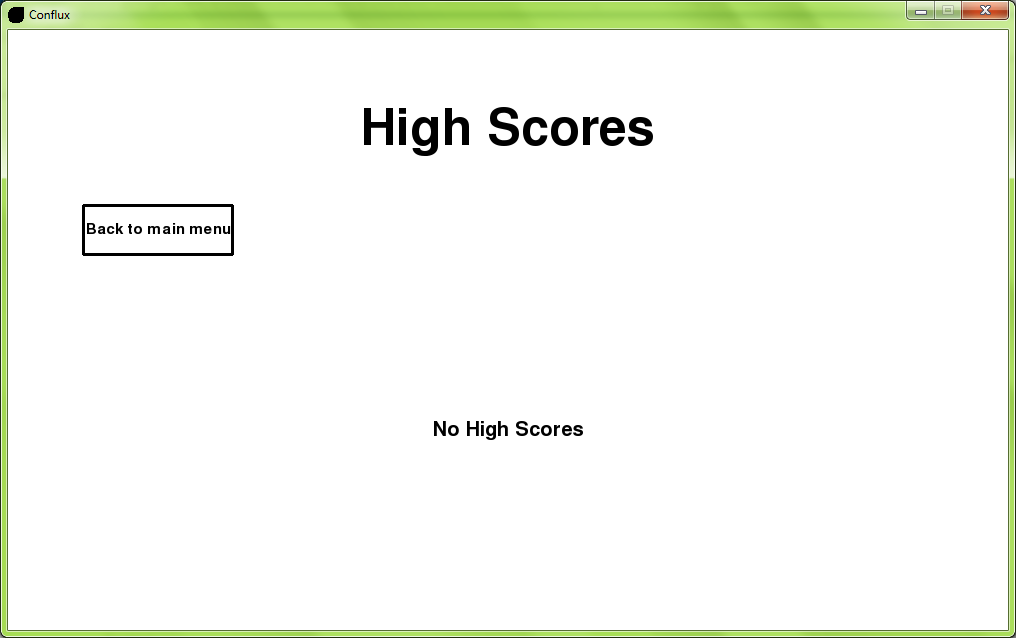 Conflux
High Scores
Back to main menu
No High Scores